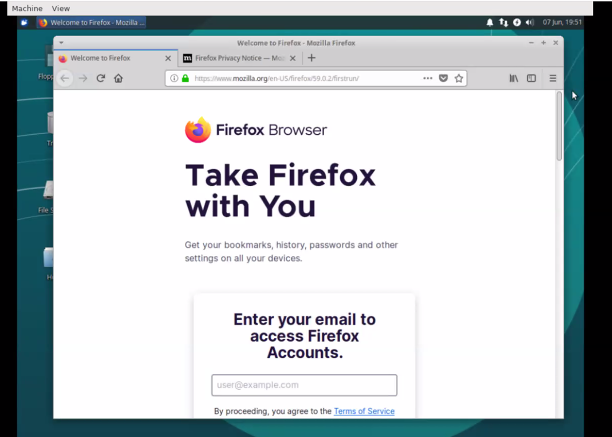 Machine View
Welcome to Firefox - Mozilla ...
07 Jun, 19:51
Welcome to Firefox - Mozilla Firefox
Welcome to Firefox
Firefox Privacy Notice — Moz
https://www.mozilla.org/en-US/firefox/59.0.2/firstrun/
Flopp
File S
Firefox Browser
Take Firefox
with You
Get your bookmarks, history, passwords and other
settings on all your devices.
Enter your email to
access Firefox
Accounts.
user@example.com
By proceeding, you agree to the Terms of Service